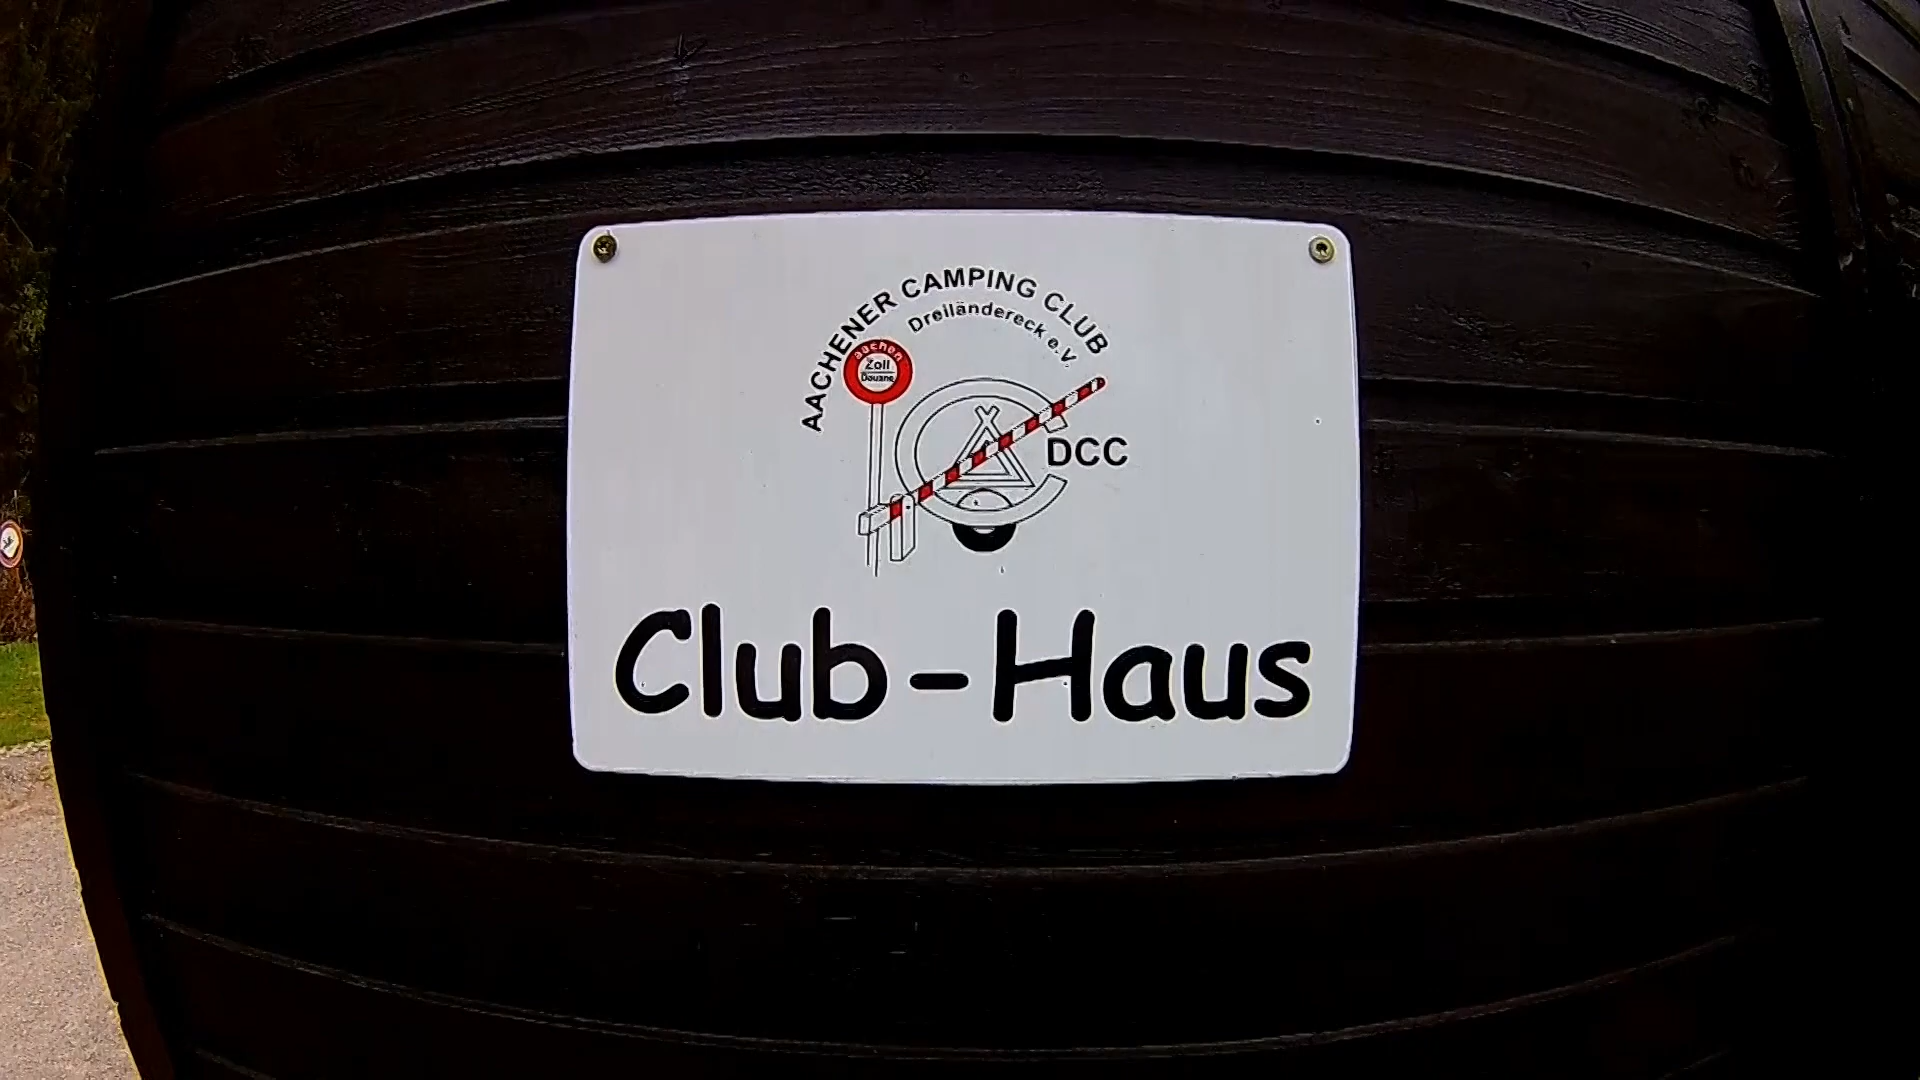 AACHENER CAMPING CLUB
Dreiländereck e.V.
aachen
Zoll
Douane
DCC
Club-Haus